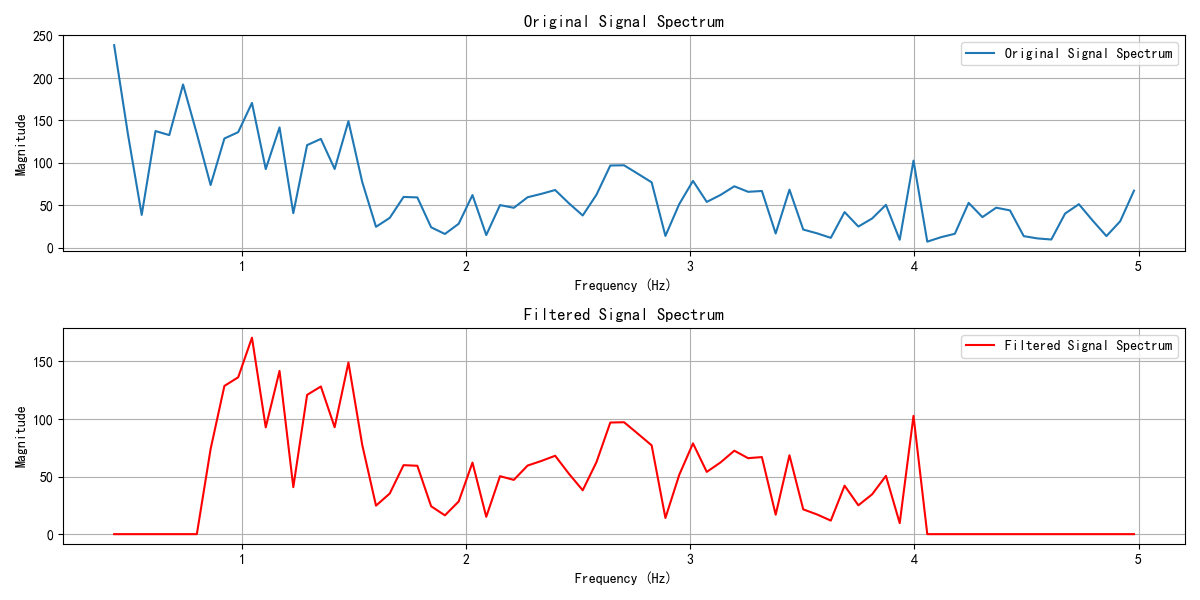 Original Signal Spectrum
250
200
150
100
50
0
Magnitude
Original Signal Spectrum
1 2 3 4 5
Frequency (Hz)
Filtered Signal Spectrum
150
100
50
0
Magnitude
Filtered Signal Spectrum
1 2 3 4 5
Frequency (Hz)